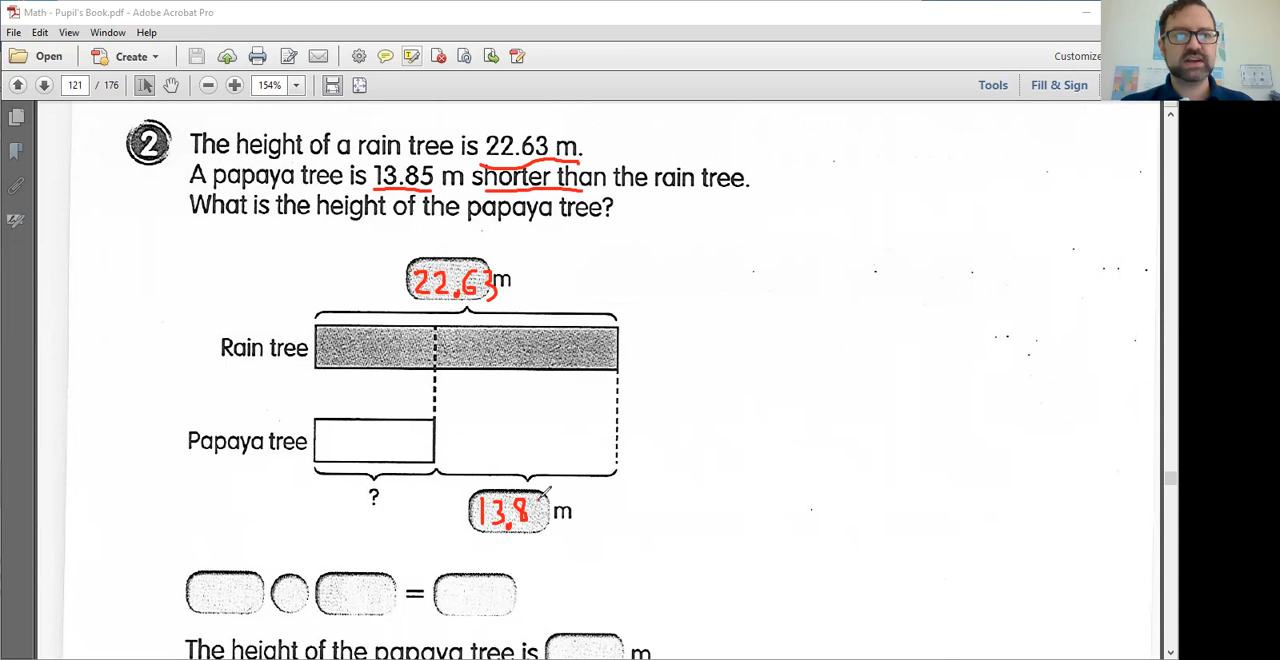 Math - Pupil's Book.pdf - Adobe Acrobat Pro
File Edit View Window Help
Open Create Customize
121 / 176 154% Tools Fill & Sign
2 The height of a rain tree is 22.63 m.
A papaya tree is 13.85 m shorter than the rain tree.
What is the height of the papaya tree?
22.63 m
Rain tree
Papaya tree
?
13.8 m
=
The height of the papaya tree is m